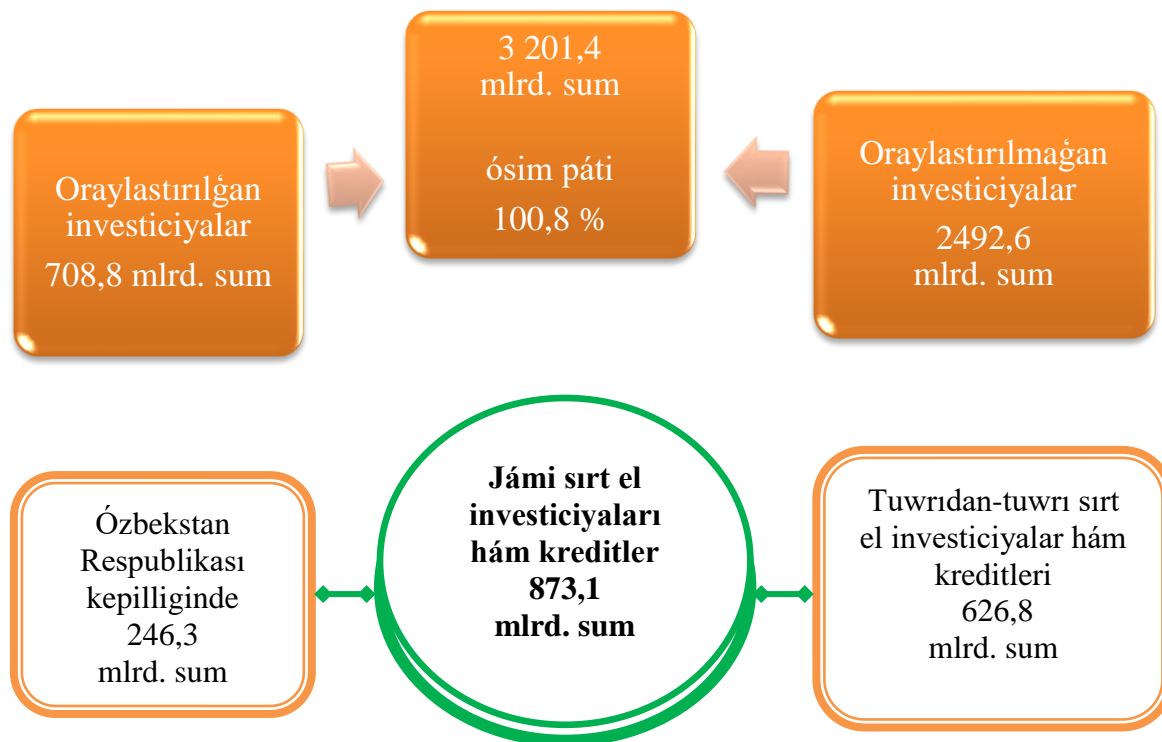 3 201,4
mlrd. sum
ósim páti
100,8 %
Oraylastırılǵan
investiciyalar
708,8 mlrd. sum
Oraylastırılmaǵan
investiciyalar
2492,6
mlrd. sum
Ózbekstan
Respublikası
kepilliginde
246,3
mlrd. sum
Jámi sırt el
investiciyaları
hám kreditler
873,1
mlrd. sum
Tuwrıdan-tuwrı sırt
el investiciyalar hám
kreditleri
626,8
mlrd. sum